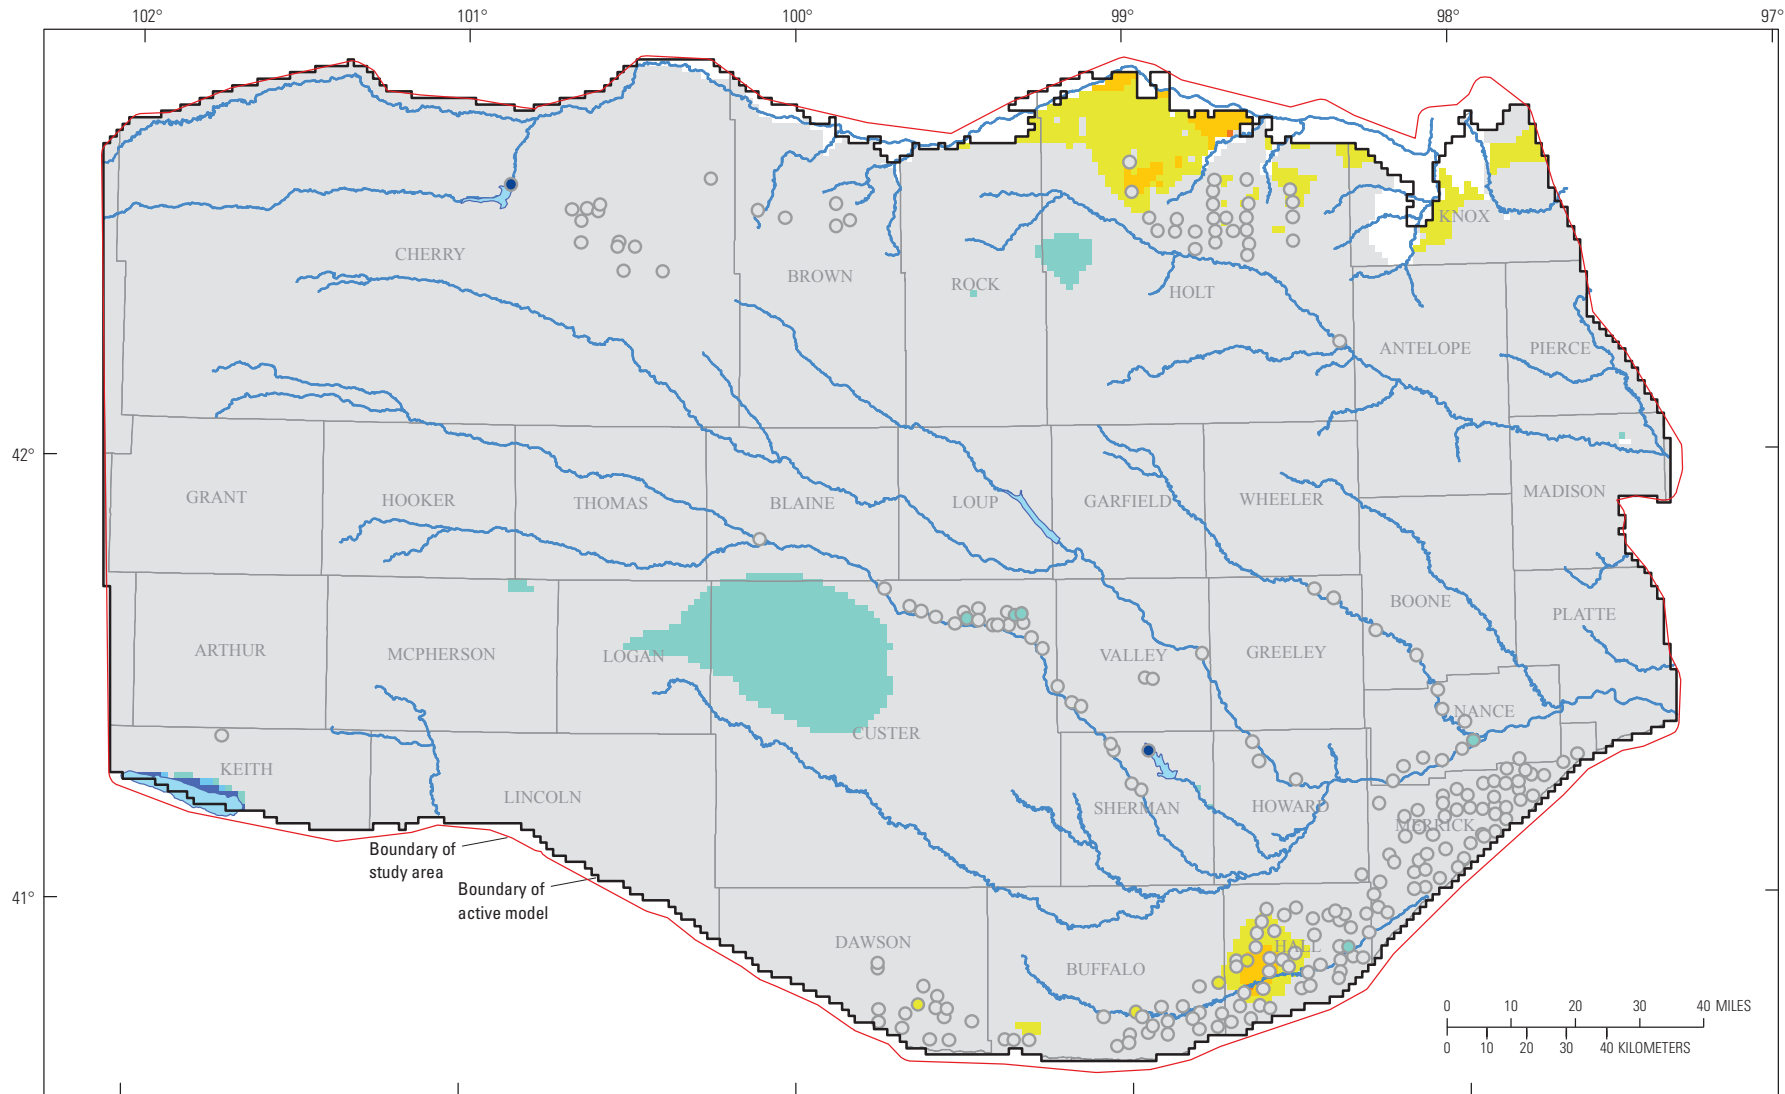 102° 101° 100° 99° 98° 97°
KNOX
CHERRY
BROWN
ROCK
HOLT
ANTELOPE
PIERCE
42°
GRANT
HOOKER
THOMAS
BLAINE
LOUP
GARFIELD
WHEELER
MADISON
BOONE
PLATTE
ARTHUR
MCPHERSON
LOGAN
VALLEY
GREELEY
NANCE
CUSTER
KEITH
LINCOLN
SHERMAN
HOWARD
MERRICK
Boundary of
study area
Boundary of
active model
41°
DAWSON
BUFFALO
HALL
0 10 20 30 40 MILES
0 10 20 30 40 KILOMETERS